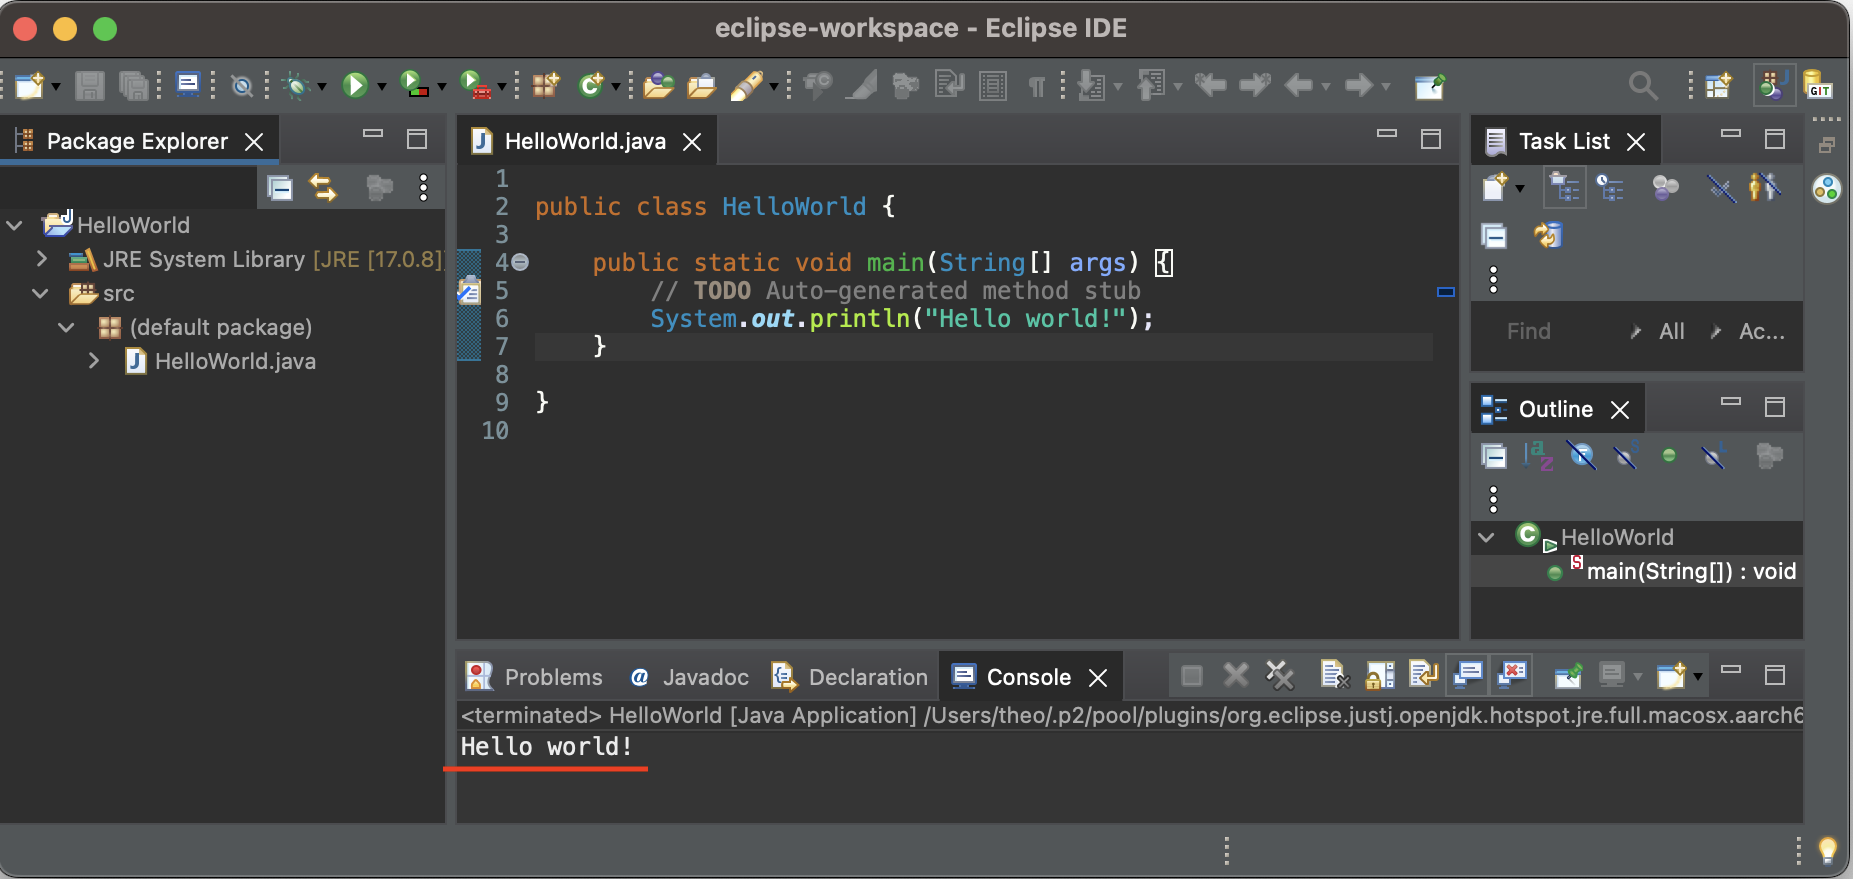 eclipse-workspace - Eclipse IDE
GIT
Package Explorer
HelloWorld
JRE System Library [JRE [17.0.8]]
src
(default package)
HelloWorld.java
HelloWorld.java
1
2 public class HelloWorld {
3
4 public static void main(String[] args) {
5 // TODO Auto-generated method stub
6 System.out.println("Hello world!");
7 }
8
9 }
10
Task List
Find All Ac...
Outline
HelloWorld
main(String[]) : void
Problems Javadoc Declaration Console
<terminated> HelloWorld [Java Application] /Users/theo/.p2/pool/plugins/org.eclipse.justj.openjdk.hotspot.jre.full.macosx.aarch6
Hello world!